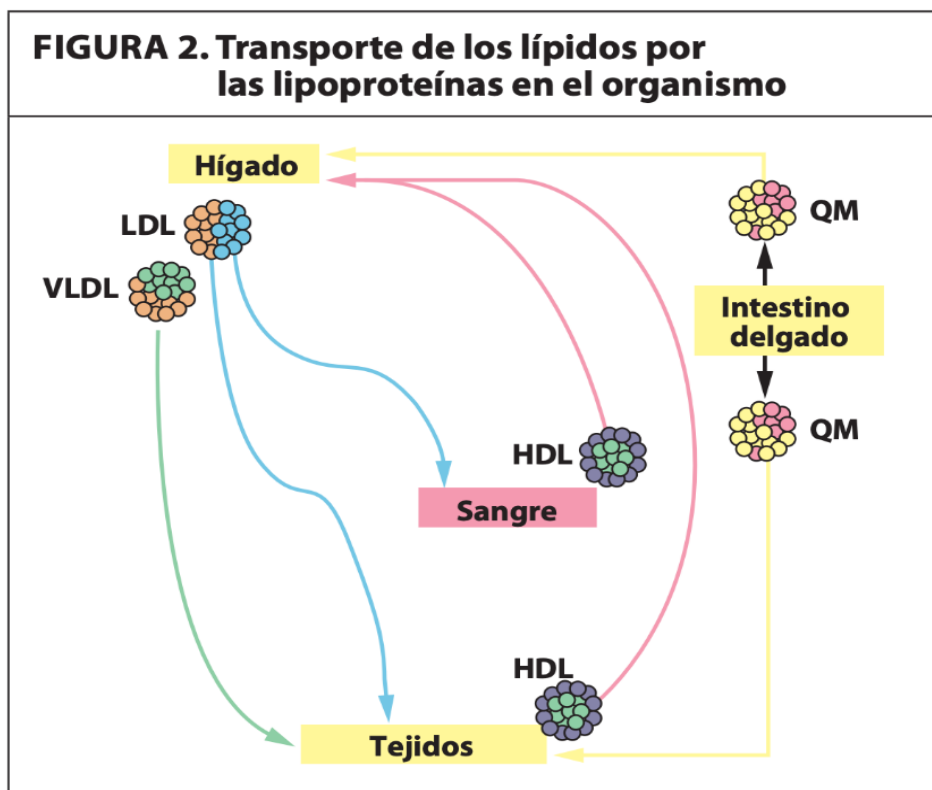 FIGURA 2. Transporte de los lípidos por
las lipoproteínas en el organismo
Hígado
QM
LDL
VLDL
Intestino
delgado
QM
HDL
Sangre
HDL
Tejidos